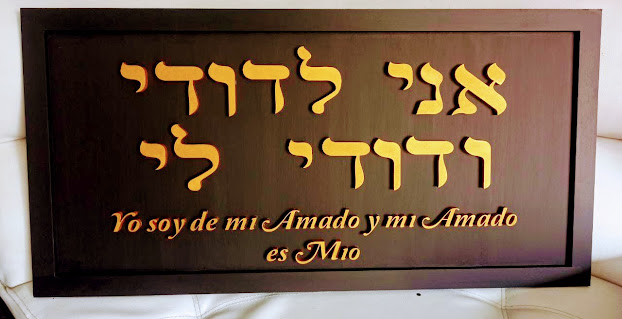 אני לדודי
ודודי לי
Yo soy de mi Amado y mi Amado
es Mio